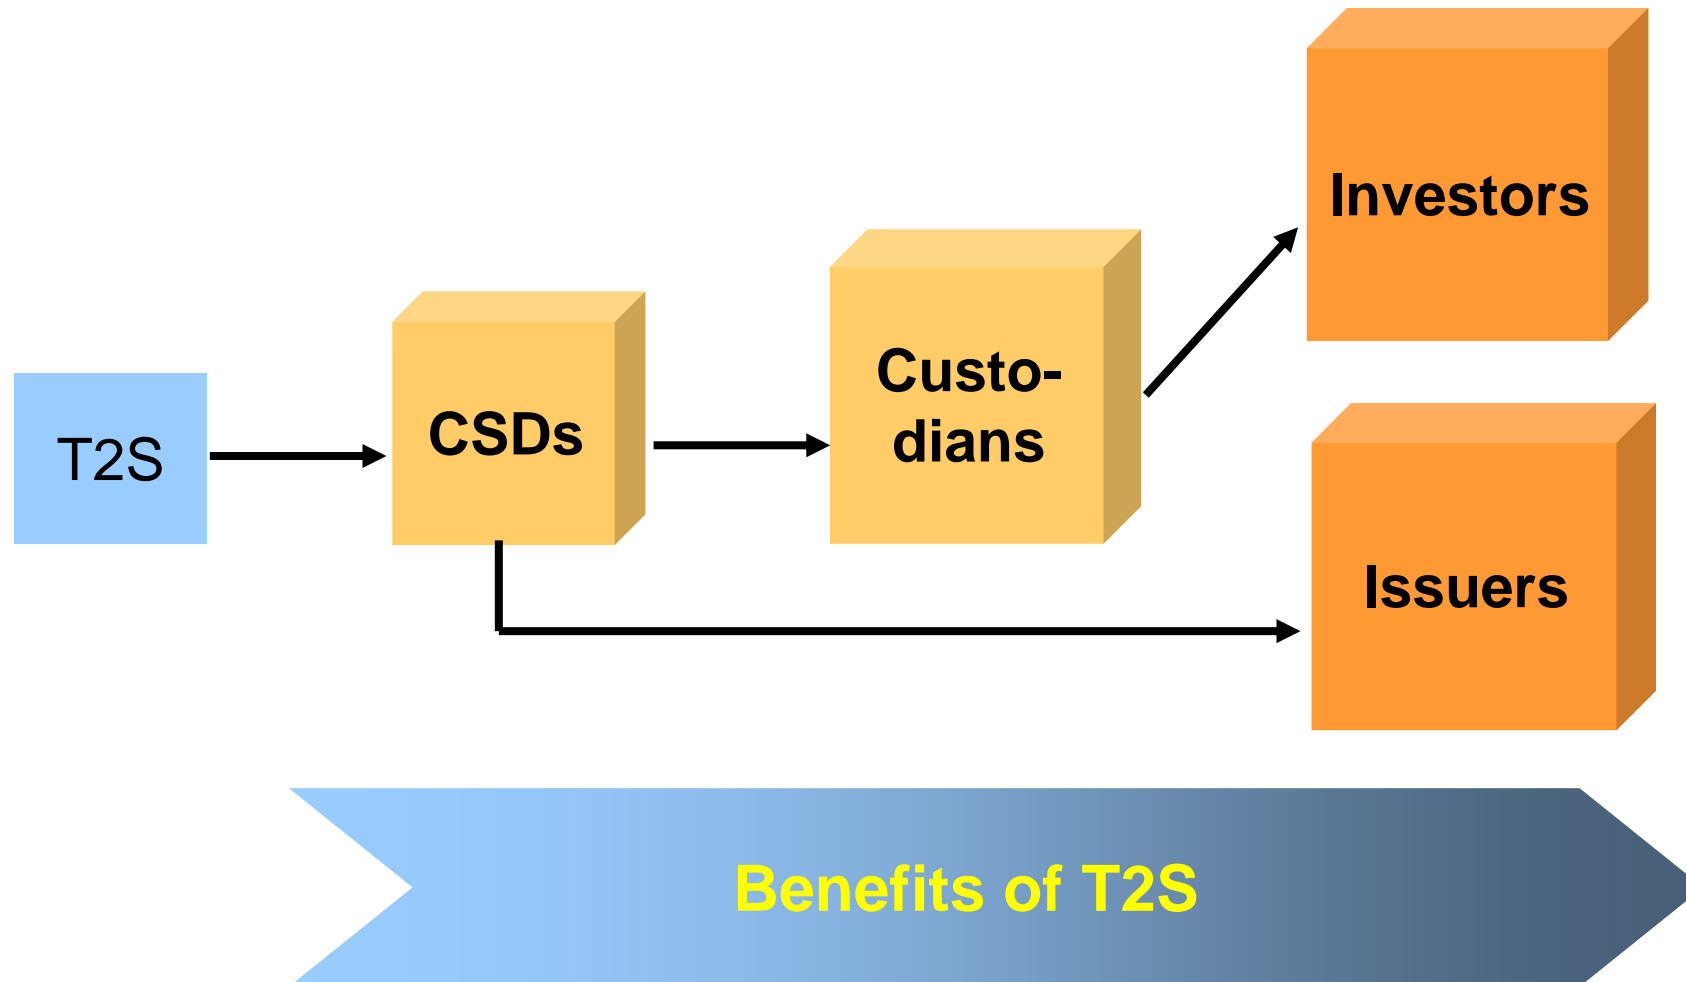 T2S
CSDs
Custo-
dians
Investors
Issuers
Benefits of T2S